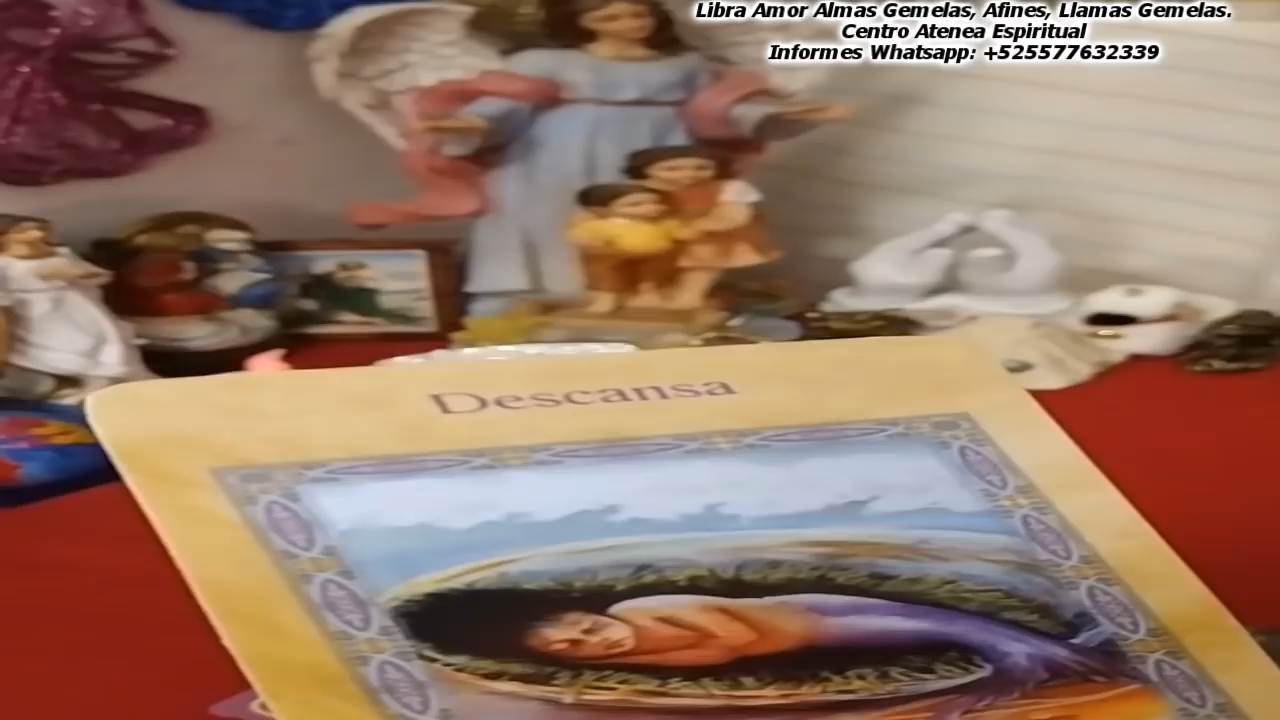 Libra Amor Almas Gemelas, Afines, Llamas Gemelas.
Centro Atenea Espiritual
Informes Whatsapp: +525577632339
Descansa